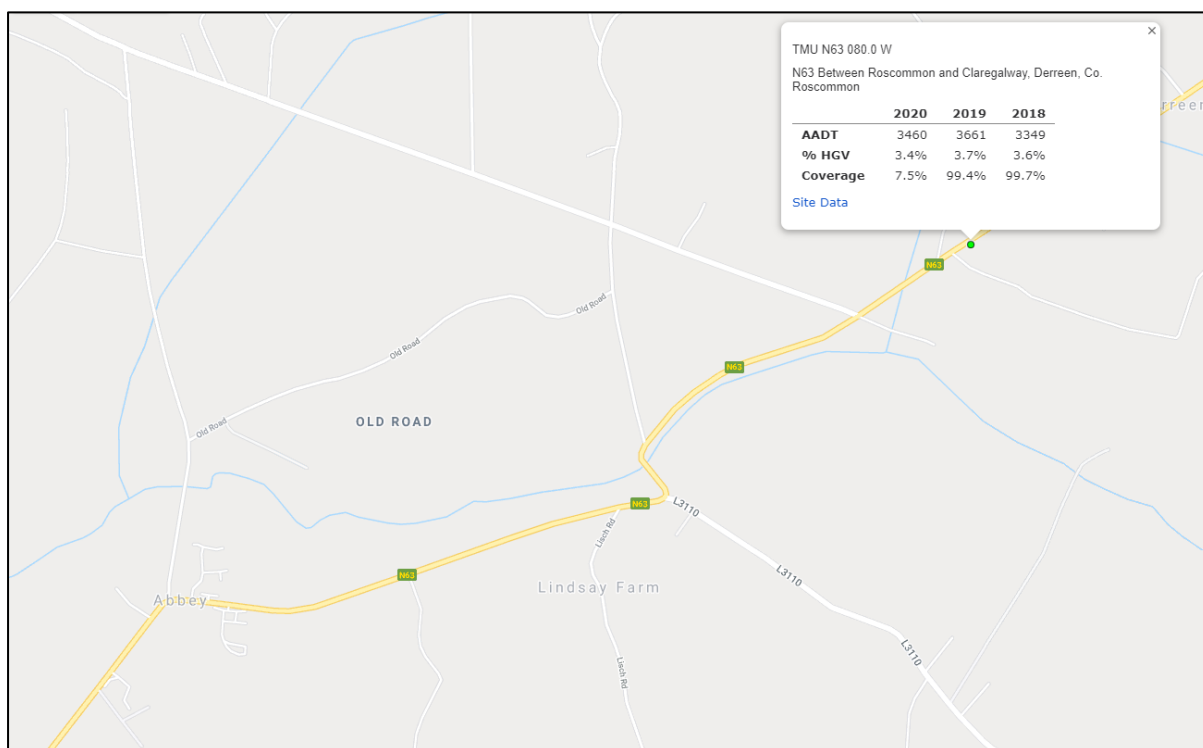 ×
TMU N63 080.0 W
N63 Between Roscommon and Claregalway, Derreen, Co.
Roscommon
2020 2019 2018
AADT 3460 3661 3349
% HGV 3.4% 3.7% 3.6%
Coverage 7.5% 99.4% 99.7%
Site Data
rreen
N63
Old Road
Old Road
N63
Old Road
OLD ROAD
N63
L3110
Lisch Rd
N63
L3110
Abbey
Lindsay Farm
L3110
Lisch Rd